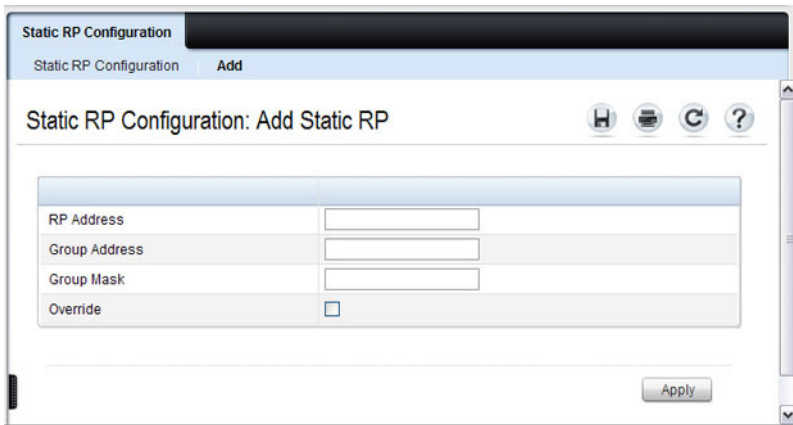 Static RP Configuration
Static RP Configuration Add
Static RP Configuration: Add Static RP
?
RP Address
Group Address
Group Mask
Override
Apply